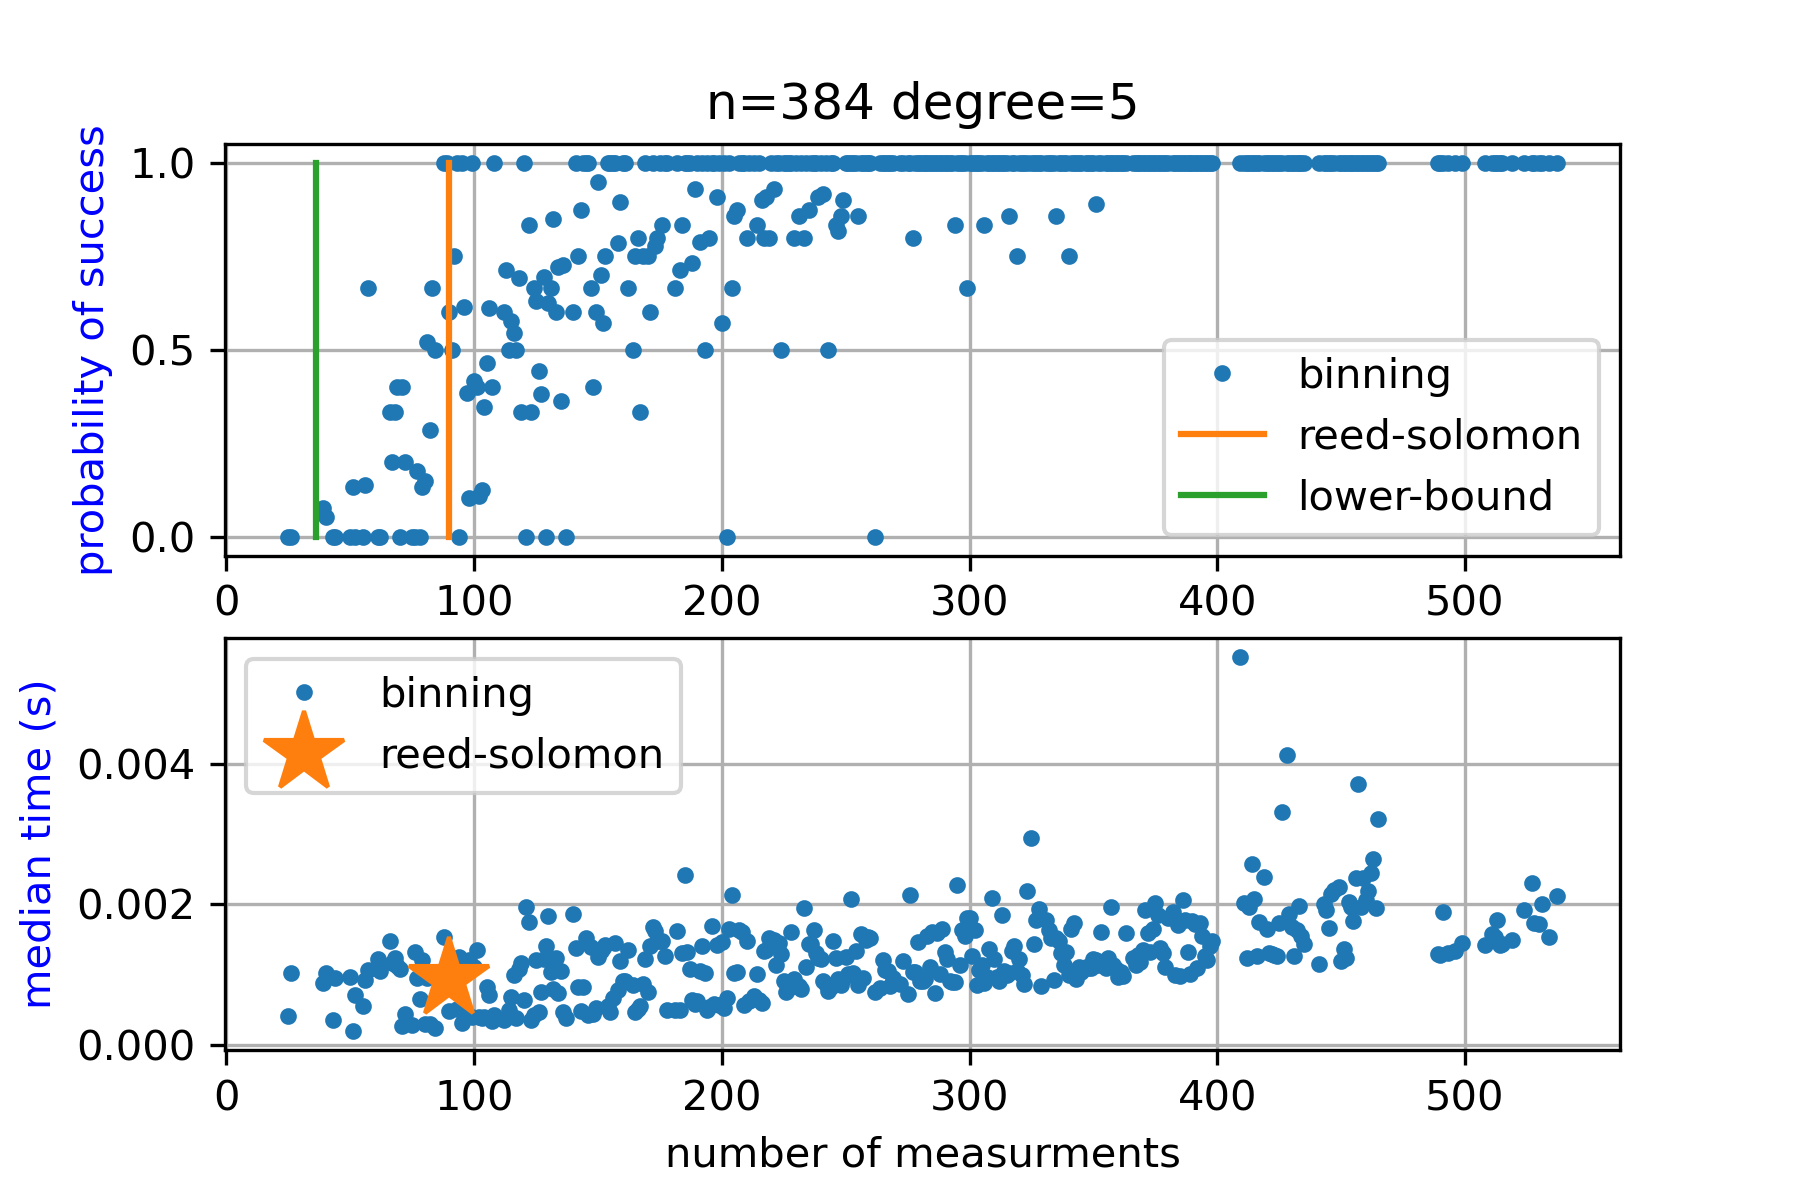 n=384 degree=5
probability of success
1.0
0.5
0.0
binning
reed-solomon
lower-bound
0 100 200 300 400 500
median time (s)
binning
reed-solomon
0.004
0.002
0.000
0 100 200 300 400 500
number of measurments